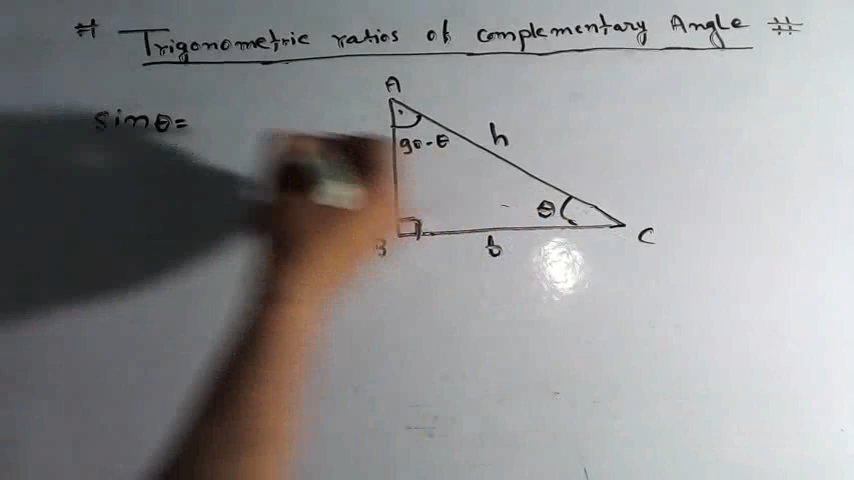 # Trigonometric ratios of complementary Angle #
A
sinθ=
h
90-θ
θ
B
b
C